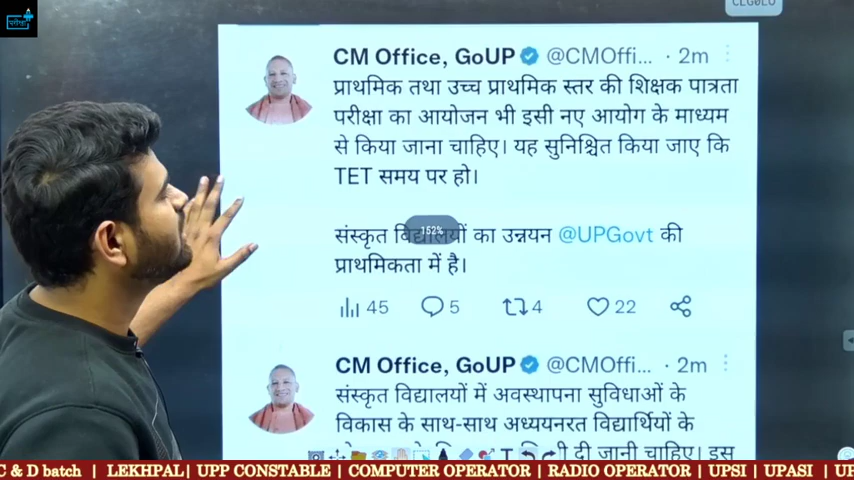 परीक्षा
CM Office, GoUP @CMOffi... · 2m
प्राथमिक तथा उच्च प्राथमिक स्तर की शिक्षक पात्रता
परीक्षा का आयोजन भी इसी नए आयोग के माध्यम
से किया जाना चाहिए। यह सुनिश्चित किया जाए कि
TET समय पर हो।
152%
संस्कृत विद्यालयों का उन्नयन @UPGovt की
प्राथमिकता में है।
45 5 4 22
CM Office, GoUP @CMOffi... · 2m
संस्कृत विद्यालयों में अवस्थापना सुविधाओं के
विकास के साथ-साथ अध्ययनरत विद्यार्थियों के
भी दी जानी चाहिए। इस
C & D batch | LEKHPAL| UPP CONSTABLE | COMPUTER OPERATOR | RADIO OPERATOR | UPSI | UPASI | UP